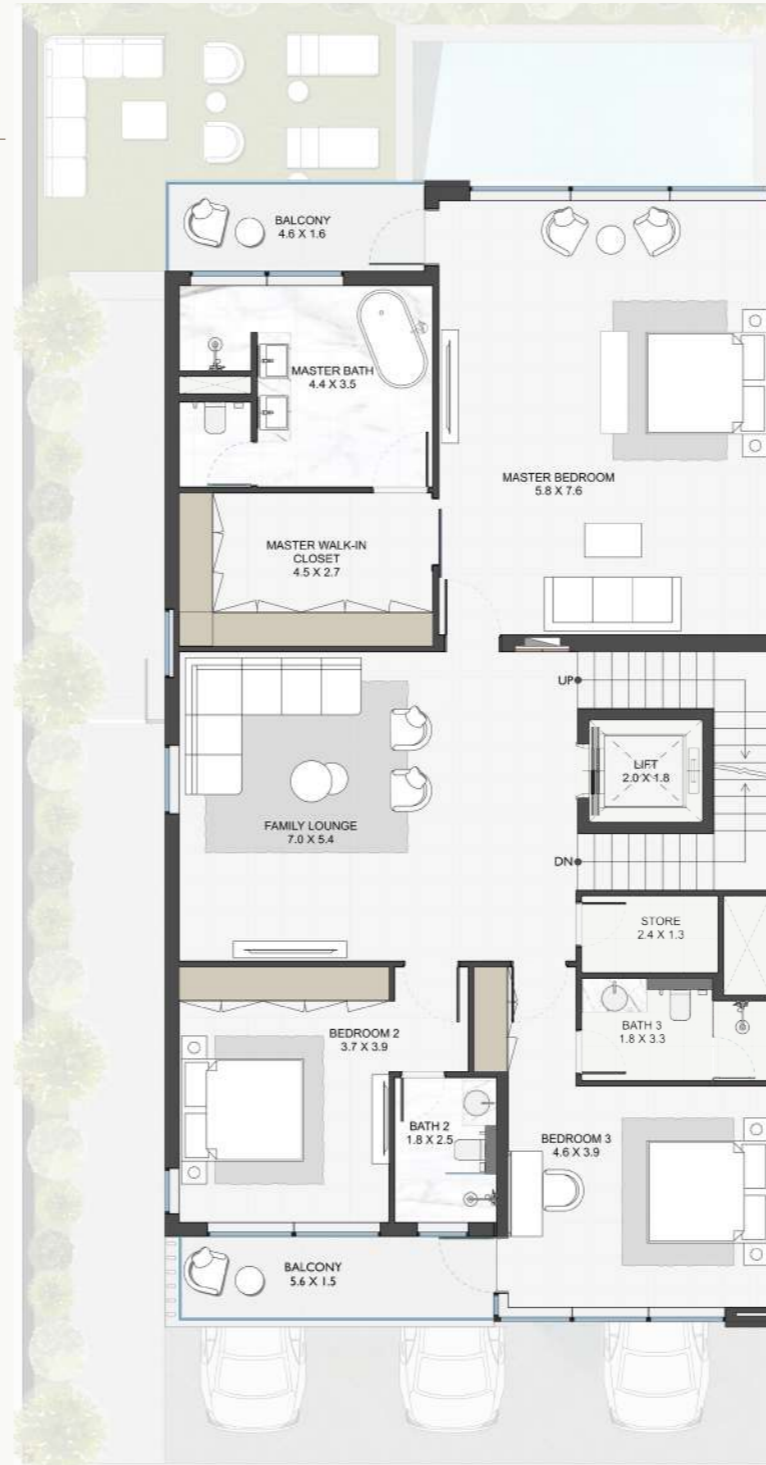 BALCONY
4.6 X 1.6
MASTER BATH
4.4 X 3.5
MASTER BEDROOM
5.8 X 7.6
MASTER WALK-IN
CLOSET
4.5 X 2.7
UP
LIFT
2.0 X 1.8
FAMILY LOUNGE
7.0 X 5.4
DN
STORE
2.4 X 1.3
BATH 3
1.8 X 3.3
BEDROOM 2
3.7 X 3.9
BATH 2
1.8 X 2.5
BEDROOM 3
4.6 X 3.9
BALCONY
5.6 X 1.5